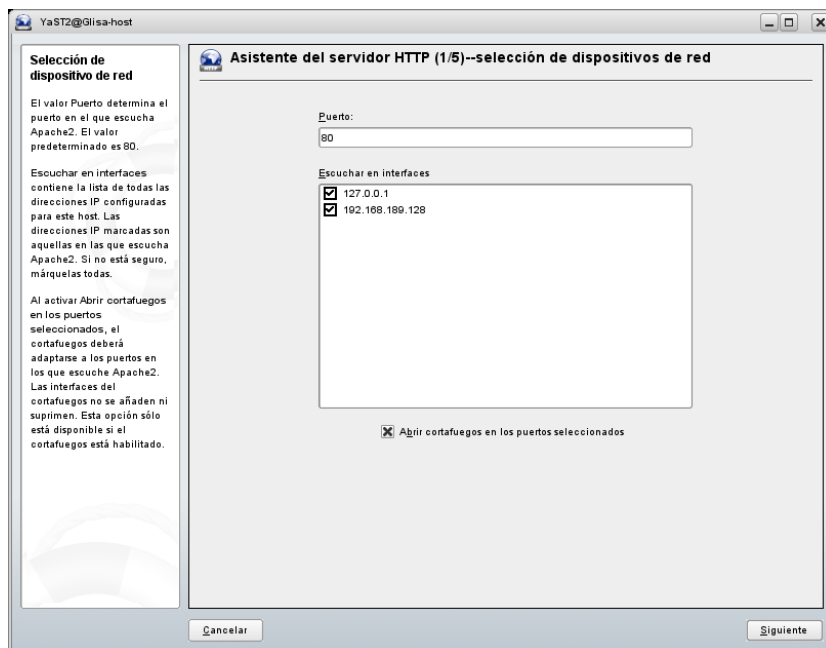 YaST2@Glisa-host
Selección de
dispositivo de red
El valor Puerto determina el
puerto en el que escucha
Apache2. El valor
predeterminado es 80.
Escuchar en interfaces
contiene la lista de todas las
direcciones IP configuradas
para este host. Las
direcciones IP marcadas son
aquellas en las que escucha
Apache2. Si no está seguro,
márquelas todas.
Al activar Abrir cortafuegos
en los puertos
seleccionados, el
cortafuegos deberá
adaptarse a los puertos en
los que escuche Apache2.
Las interfaces del
cortafuegos no se añaden ni
suprimen. Esta opción sólo
está disponible si el
cortafuegos está habilitado.
Asistente del servidor HTTP (1/5)--selección de dispositivos de red
Puerto:
80
Escuchar en interfaces
127.0.0.1
192.168.189.128
Abrir cortafuegos en los puertos seleccionados
Cancelar
Siguiente